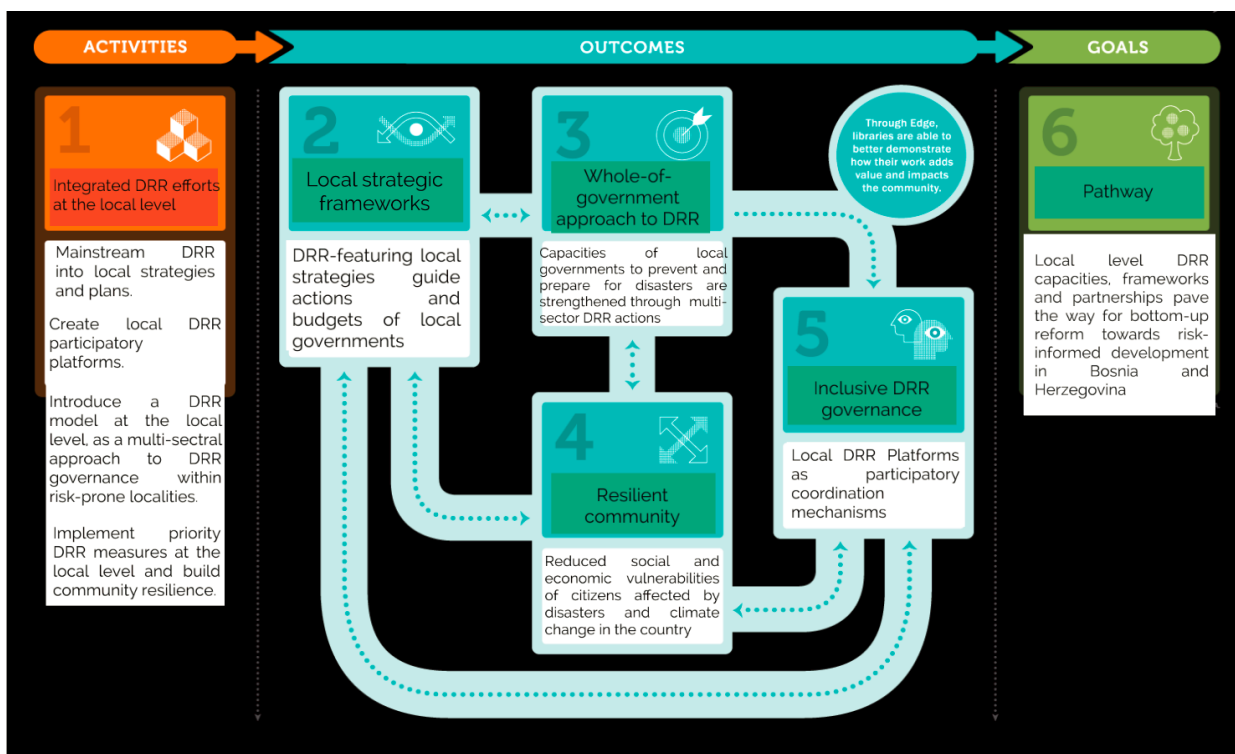 ACTIVITIES
OUTCOMES
GOALS
1
Integrated DRR efforts
at the local level
Mainstream DRR
into local strategies
and plans.
Create local DRR
participatory
platforms.
Introduce a DRR
model at the local
level, as a multi-sectral
approach to DRR
governance within
risk-prone localities.
Implement priority
DRR measures at the
local level and build
community resilience.
2
Local strategic
frameworks
DRR-featuring local
strategies guide
actions and
budgets of local
governments
3
Whole-of-
government
approach to DRR
Capacities of local
governments to prevent and
prepare for disasters are
strengthened through multi-
sector DRR actions
4
Resilient
community
Reduced social and
economic vulnerabilities
of citizens affected by
disasters and climate
change in the country
Through Edge,
libraries are able to
better demonstrate
how their work adds
value and impacts
the community.
5
Inclusive DRR
governance
Local DRR Platforms
as participatory
coordination
mechanisms
6
Pathway
Local level DRR
capacities, frameworks
and partnerships pave
the way for bottom-up
reform towards risk-
informed development
in Bosnia and
Herzegovina